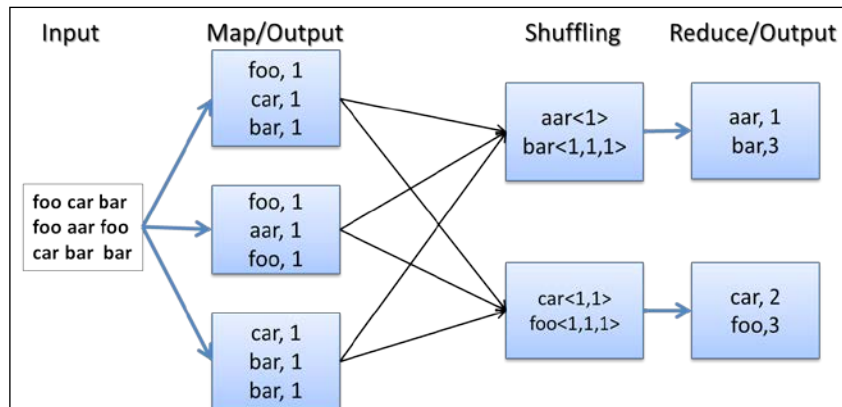 Input
Map/Output
Shuffling
Reduce/Output
foo car bar
foo aar foo
car bar  bar
foo, 1
car, 1
bar, 1
foo, 1
aar, 1
foo, 1
car, 1
bar, 1
bar, 1
aar<1>
bar<1,1,1>
car<1,1>
foo<1,1,1>
aar, 1
bar,3
car, 2
foo,3